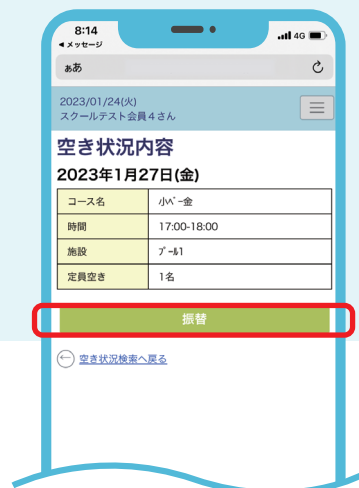 8:14
4G
◀ メッセージ
ぁあ
2023/01/24(火)
スクールテスト会員4さん
空き状況内容
2023年1月27日(金)
コース名 小ﾍﾞｰ金
時間 17:00-18:00
施設 ﾌﾟｰﾙ1
定員空き 1名
振替
空き状況検索へ戻る